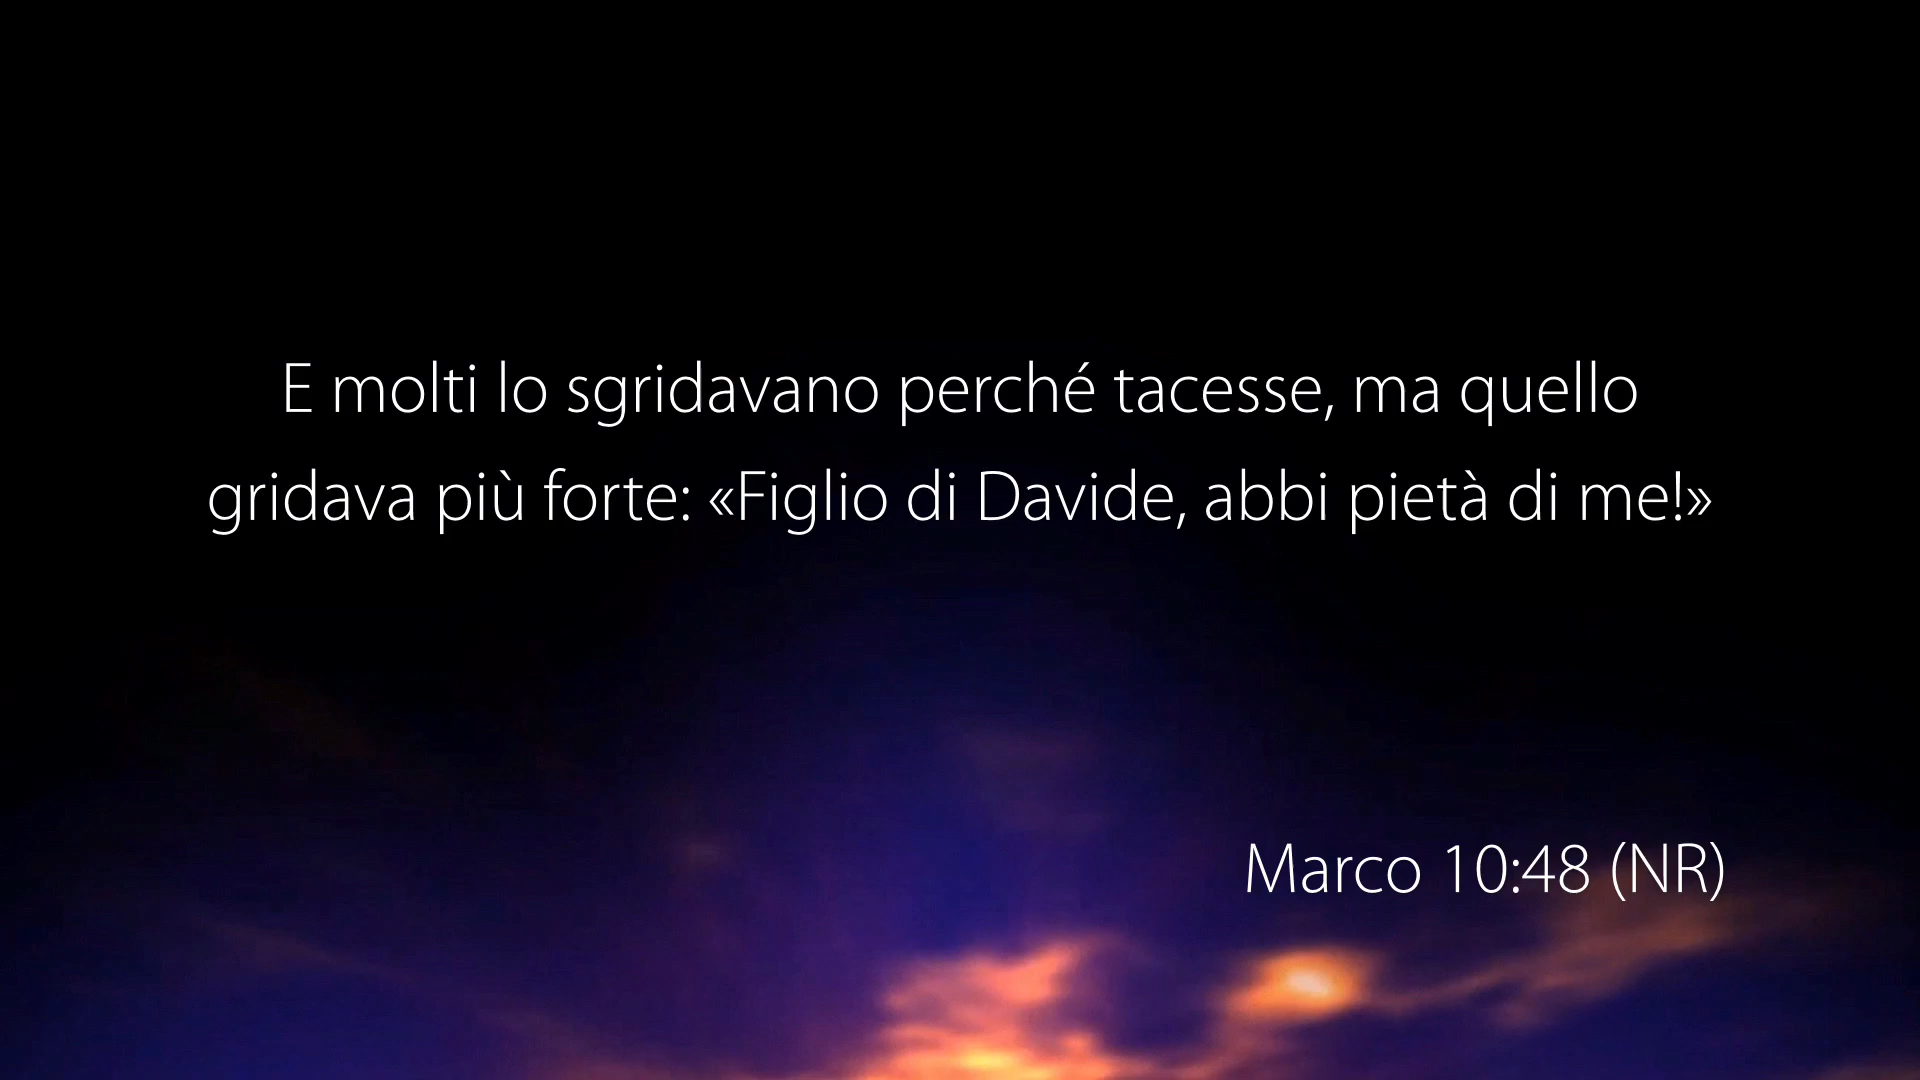 E molti lo sgridavano perché tacesse, ma quello
gridava più forte: «Figlio di Davide, abbi pietà di me!»
Marco 10:48 (NR)